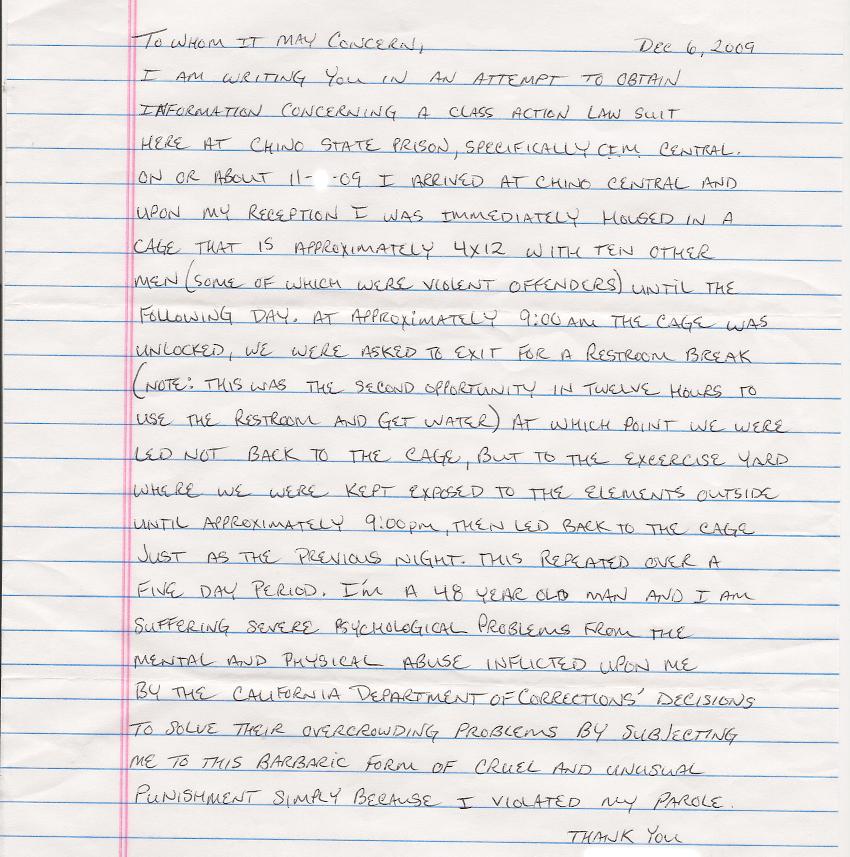 TO WHOM IT MAY CONCERN, DEC 6, 2009
I AM WRITING YOU IN AN ATTEMPT TO OBTAIN
INFORMATION CONCERNING A CLASS ACTION LAW SUIT
HERE AT CHINO STATE PRISON, SPECIFICALLY C.I.M. CENTRAL.
ON OR ABOUT 11- -09 I ARRIVED AT CHINO CENTRAL AND
UPON MY RECEPTION I WAS IMMEDIATELY HOUSED IN A
CAGE THAT IS APPROXIMATELY 4X12 WITH TEN OTHER
MEN (SOME OF WHICH WERE VIOLENT OFFENDERS) UNTIL THE
FOLLOWING DAY. AT APPROXIMATELY 9:00 AM THE CAGE WAS
UNLOCKED, WE WERE ASKED TO EXIT FOR A RESTROOM BREAK
(NOTE: THIS WAS THE SECOND OPPORTUNITY IN TWELVE HOURS TO
USE THE RESTROOM AND GET WATER) AT WHICH POINT WE WERE
LED NOT BACK TO THE CAGE, BUT TO THE EXCERCISE YARD
WHERE WE WERE KEPT EXPOSED TO THE ELEMENTS OUTSIDE
UNTIL APPROXIMATELY 9:00PM, THEN LED BACK TO THE CAGE
JUST AS THE PREVIOUS NIGHT. THIS REPEATED OVER A
FIVE DAY PERIOD. I'M A 48 YEAR OLD MAN AND I AM
SUFFERING SEVERE PSYCHOLOGICAL PROBLEMS FROM THE
MENTAL AND PHYSICAL ABUSE INFLICTED UPON ME
BY THE CALIFORNIA DEPARTMENT OF CORRECTIONS' DECISIONS
TO SOLVE THEIR OVERCROWDING PROBLEMS BY SUBJECTING
ME TO THIS BARBARIC FORM OF CRUEL AND UNUSUAL
PUNISHMENT SIMPLY BECAUSE I VIOLATED MY PAROLE.
THANK YOU